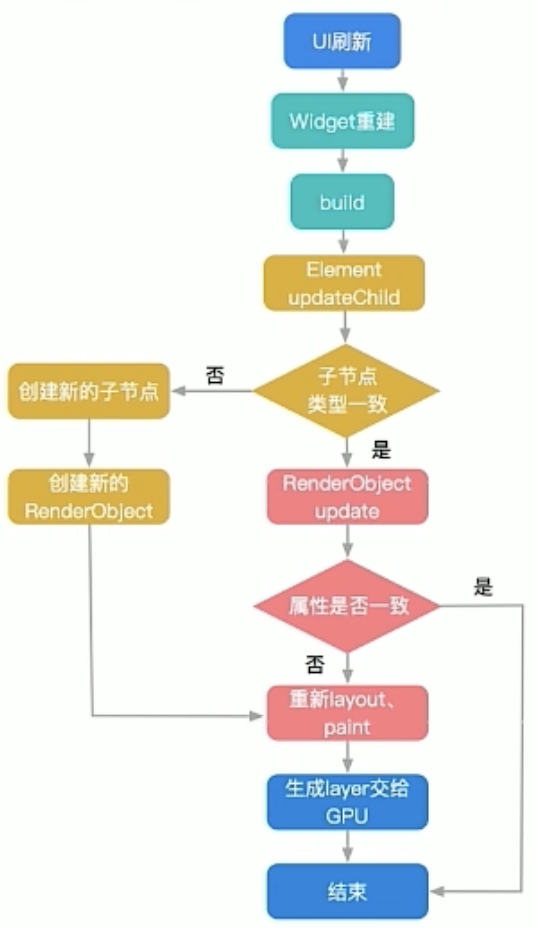 UI刷新
Widget重建
build
Element
updateChild
子节点
类型一致
否
创建新的子节点
是
创建新的
RenderObject
RenderObject
update
属性是否一致
是
否
重新layout、
paint
生成layer交给
GPU
结束